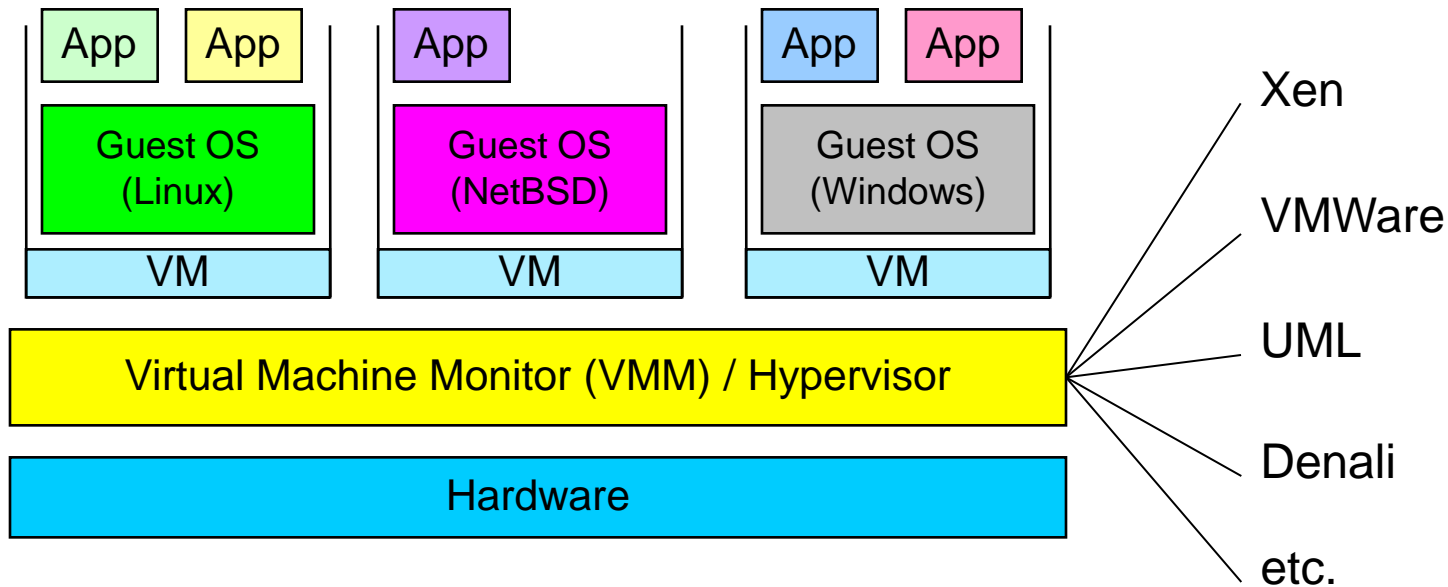 App
App
App
App
App
Guest OS
(Linux)
Guest OS
(NetBSD)
Guest OS
(Windows)
VM
VM
VM
Virtual Machine Monitor (VMM) / Hypervisor
Hardware
Xen
VMWare
UML
Denali
etc.